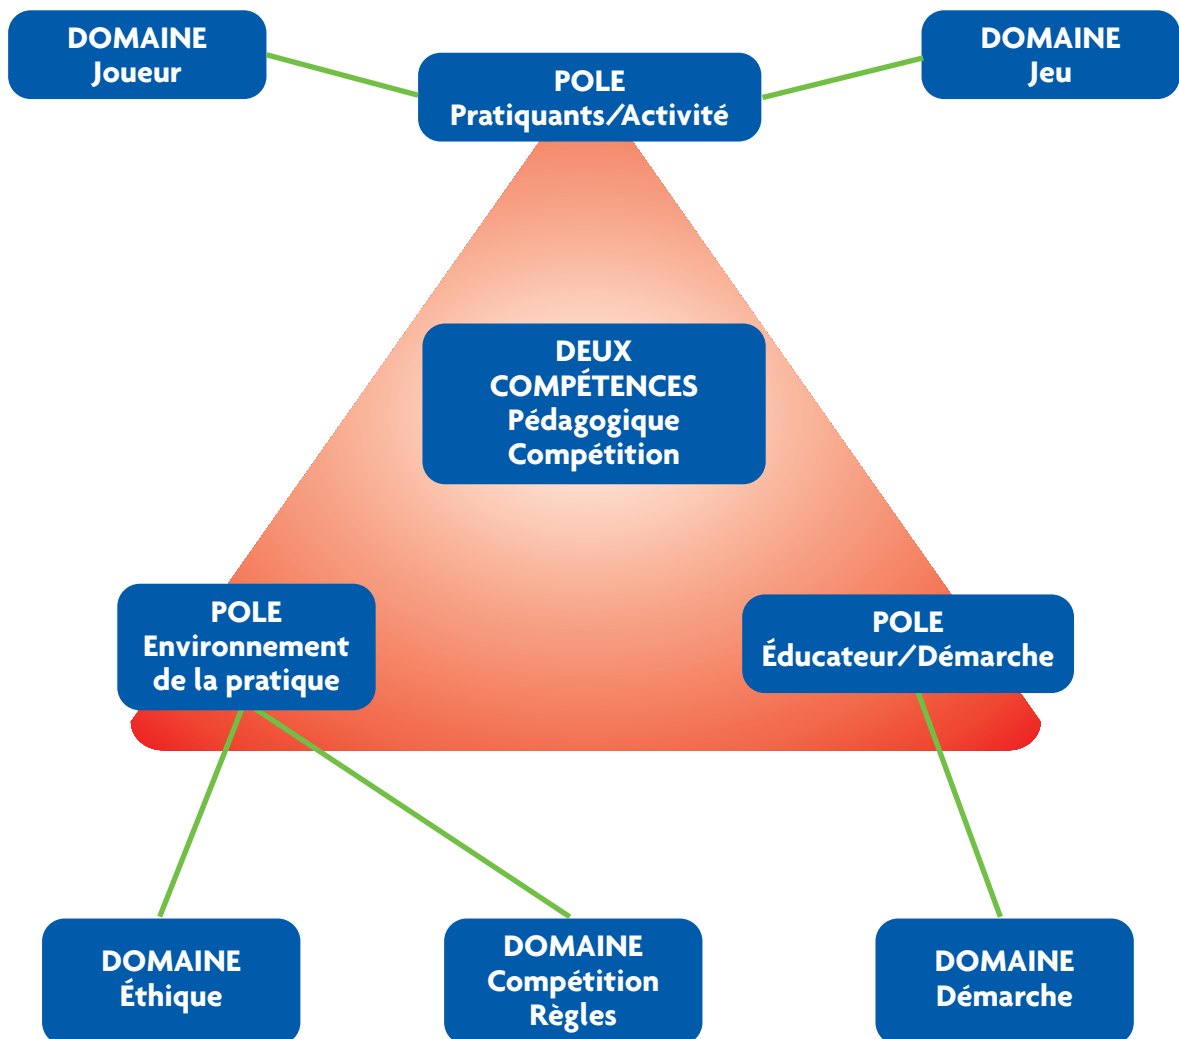 DOMAINE
Joueur
POLE
Pratiquants/Activité
DOMAINE
Jeu
DEUX
COMPÉTENCES
Pédagogique
Compétition
POLE
Environnement
de la pratique
POLE
Éducateur/Démarche
DOMAINE
Éthique
DOMAINE
Compétition
Règles
DOMAINE
Démarche